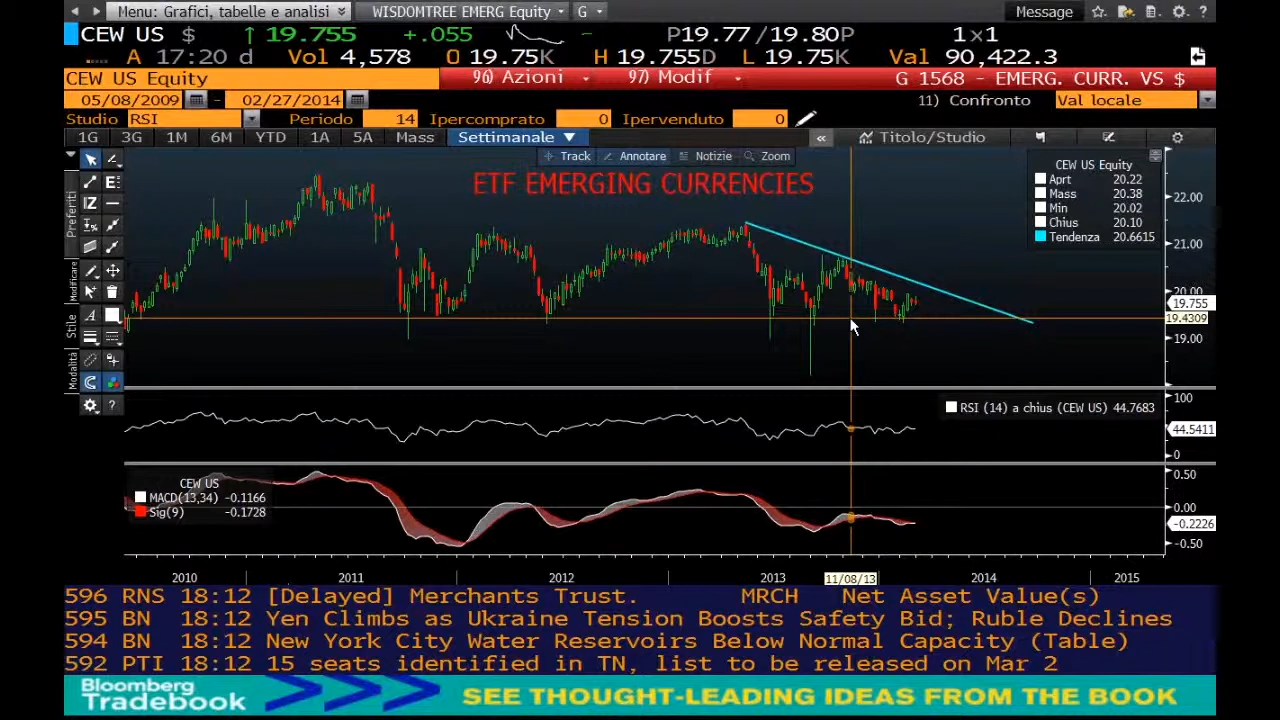 Menu: Grafici, tabelle e analisi WISDOMTREE EMERG Equity G Message ?
CEW US $ ↑ 19.755 +.055 P19.77/19.80P 1×1
A 17:20 d Vol 4,578 O 19.75K H 19.755D L 19.75K Val 90,422.3
CEW US Equity 96) Azioni 97) Modif G 1568 - EMERG. CURR. VS $
05/08/2009 - 02/27/2014 11) Confronto Val locale
Studio RSI Periodo 14 Ipercomprato 0 Ipervenduto 0
1G 3G 1M 6M YTD 1A 5A Mass Settimanale ▼ « Titolo/Studio
Track Annotare Notizie Zoom
ETF EMERGING CURRENCIES
CEW US Equity
Aprt 20.22
Mass 20.38
Min 20.02
Chius 20.10
Tendenza 20.6615
Preferiti
Modificare
Stile
Modalità
22.00
21.00
20.00
19.755
19.4309
19.00
RSI (14) a chius (CEW US) 44.7683
100
44.5411
0
CEW US
MACD(13,34) -0.1166
Sig(9) -0.1728
0.50
0.00
-0.2226
-0.50
2010 2011 2012 2013 11/08/13 2014 2015
596 RNS 18:12 [Delayed] Merchants Trust. MRCH Net Asset Value(s)
595 BN 18:12 Yen Climbs as Ukraine Tension Boosts Safety Bid; Ruble Declines
594 BN 18:12 New York City Water Reservoirs Below Normal Capacity (Table)
592 PTI 18:12 15 seats identified in TN, list to be released on Mar 2
Bloomberg
Tradebook
SEE THOUGHT-LEADING IDEAS FROM THE BOOK